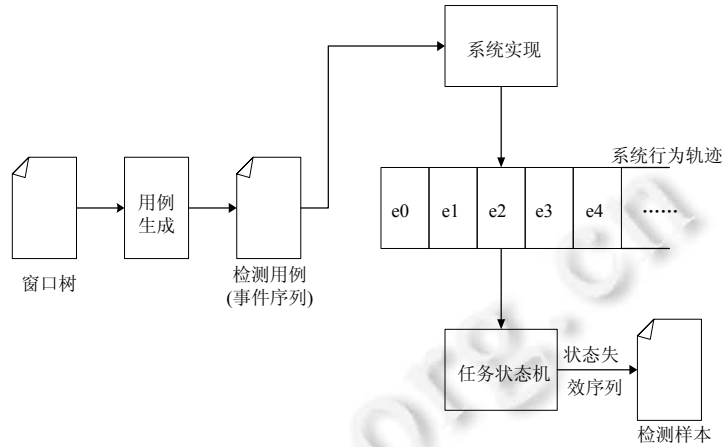 系统实现
系统行为轨迹
e0 e1 e2 e3 e4 ……
用例
生成
窗口树
检测用例
(事件序列)
任务状态机
状态失
效序列
检测样本
org.cn